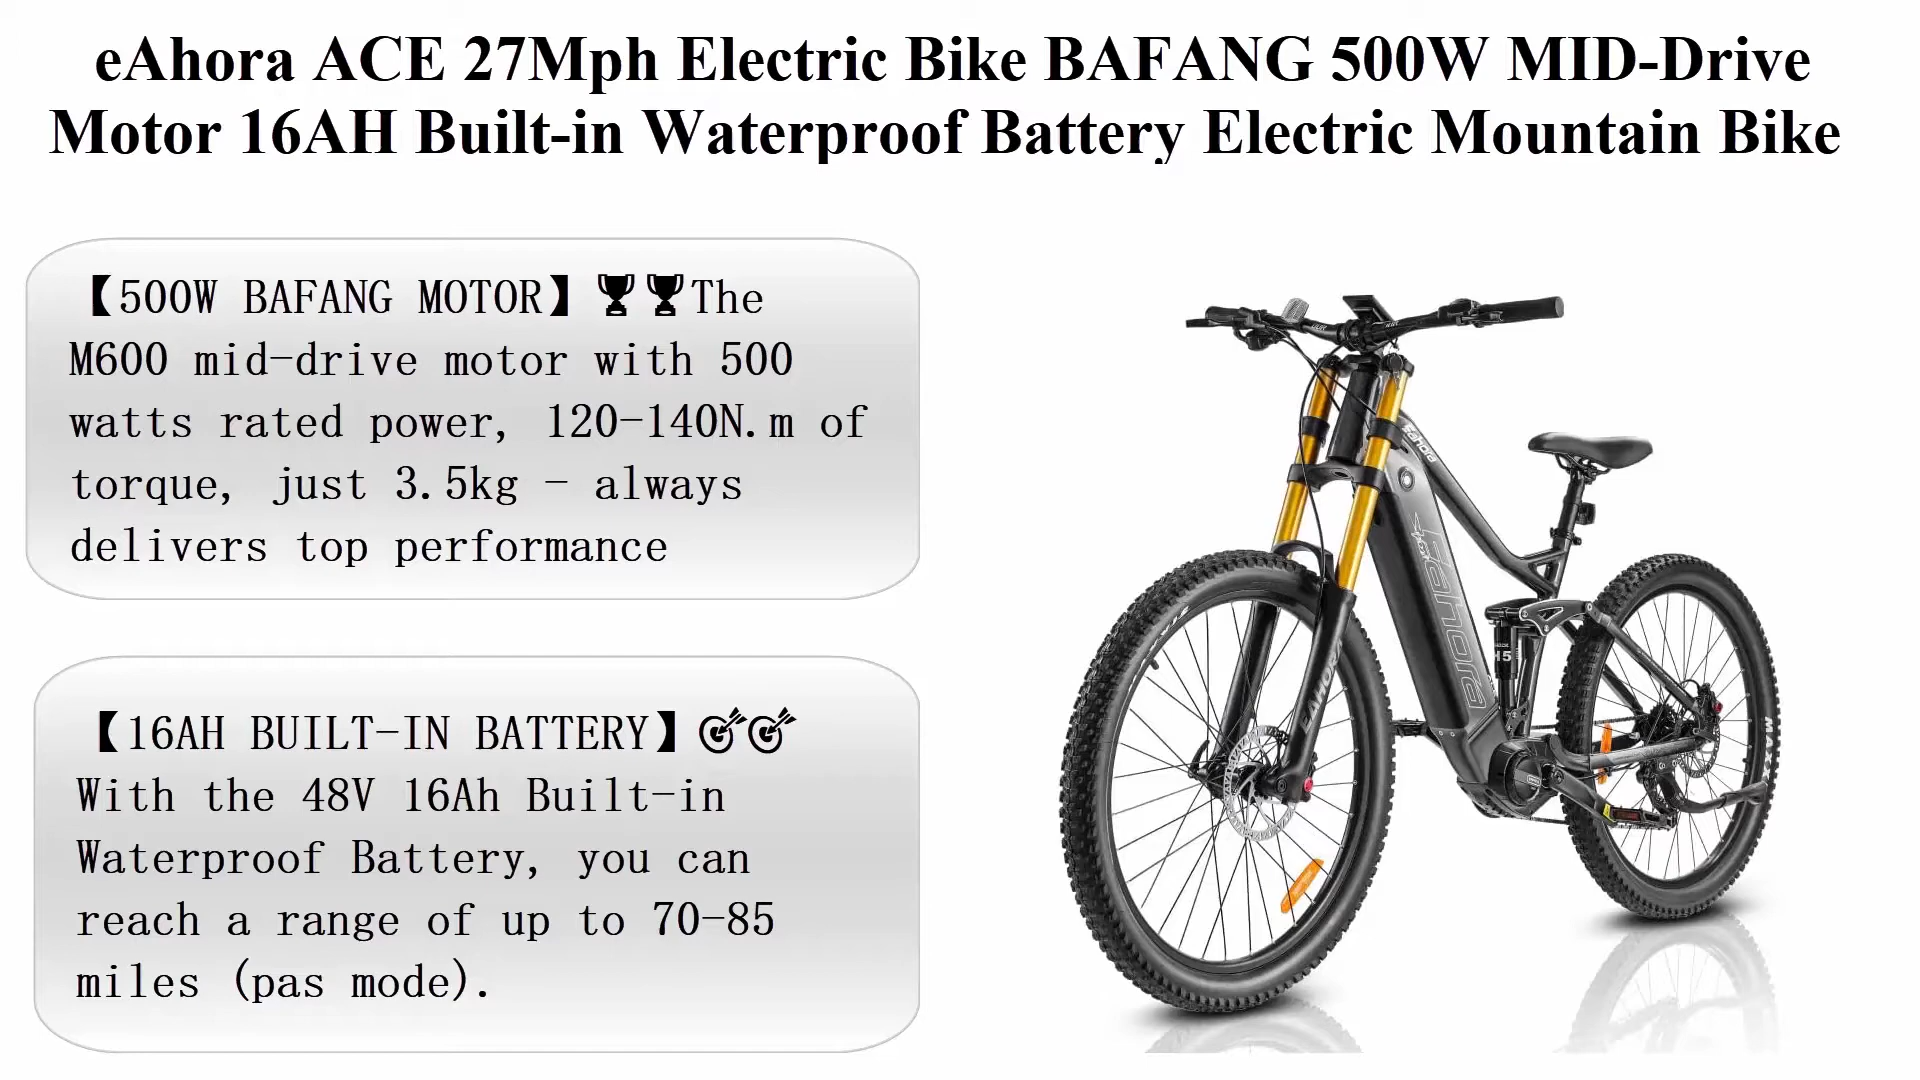 eAhora ACE 27Mph Electric Bike BAFANG 500W MID-Drive
Motor 16AH Built-in Waterproof Battery Electric Mountain Bike
【500W BAFANG MOTOR】🏆🏆The
M600 mid-drive motor with 500
watts rated power, 120-140N.m of
torque, just 3.5kg - always
delivers top performance
【16AH BUILT-IN BATTERY】🎯🎯
With the 48V 16Ah Built-in
Waterproof Battery, you can
reach a range of up to 70-85
miles (pas mode).
eahora
eahora
EAHORA